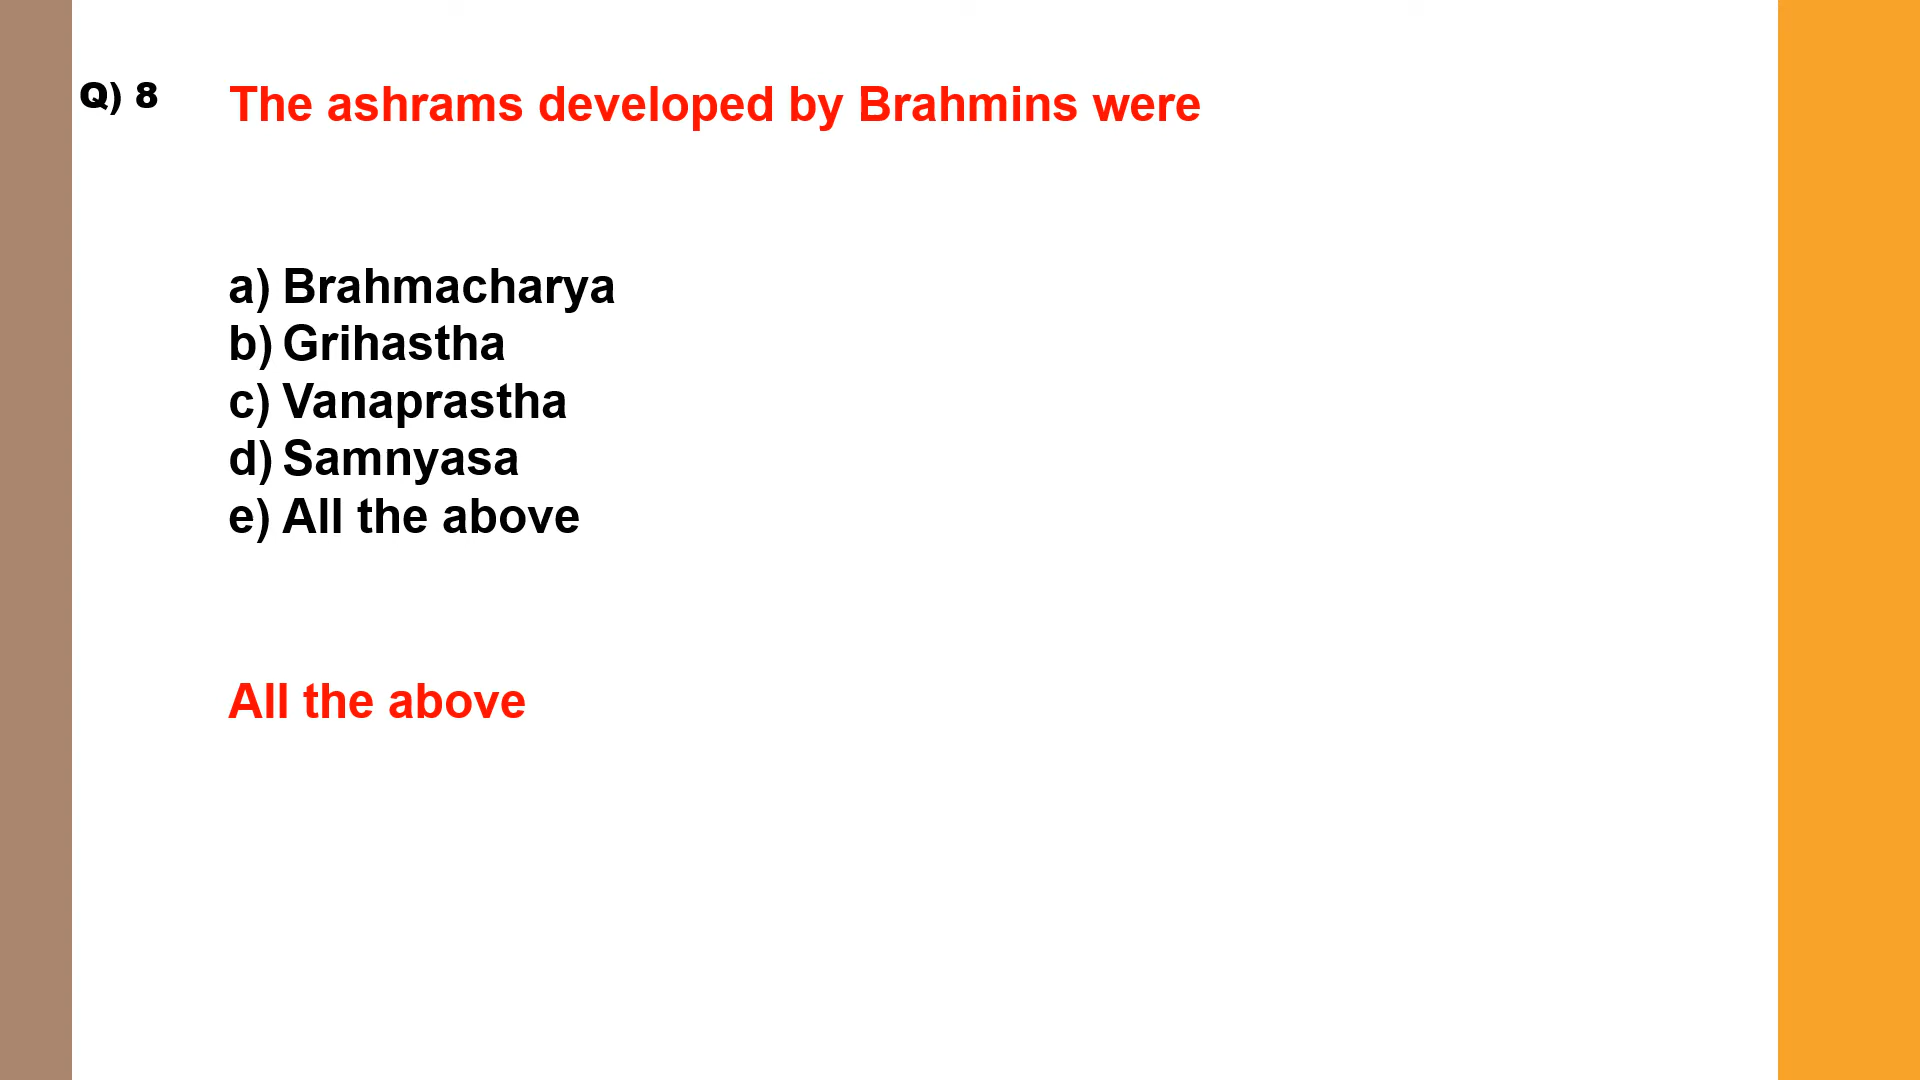 Q) 8 The ashrams developed by Brahmins were
a) Brahmacharya
b) Grihastha
c) Vanaprastha
d) Samnyasa
e) All the above
All the above